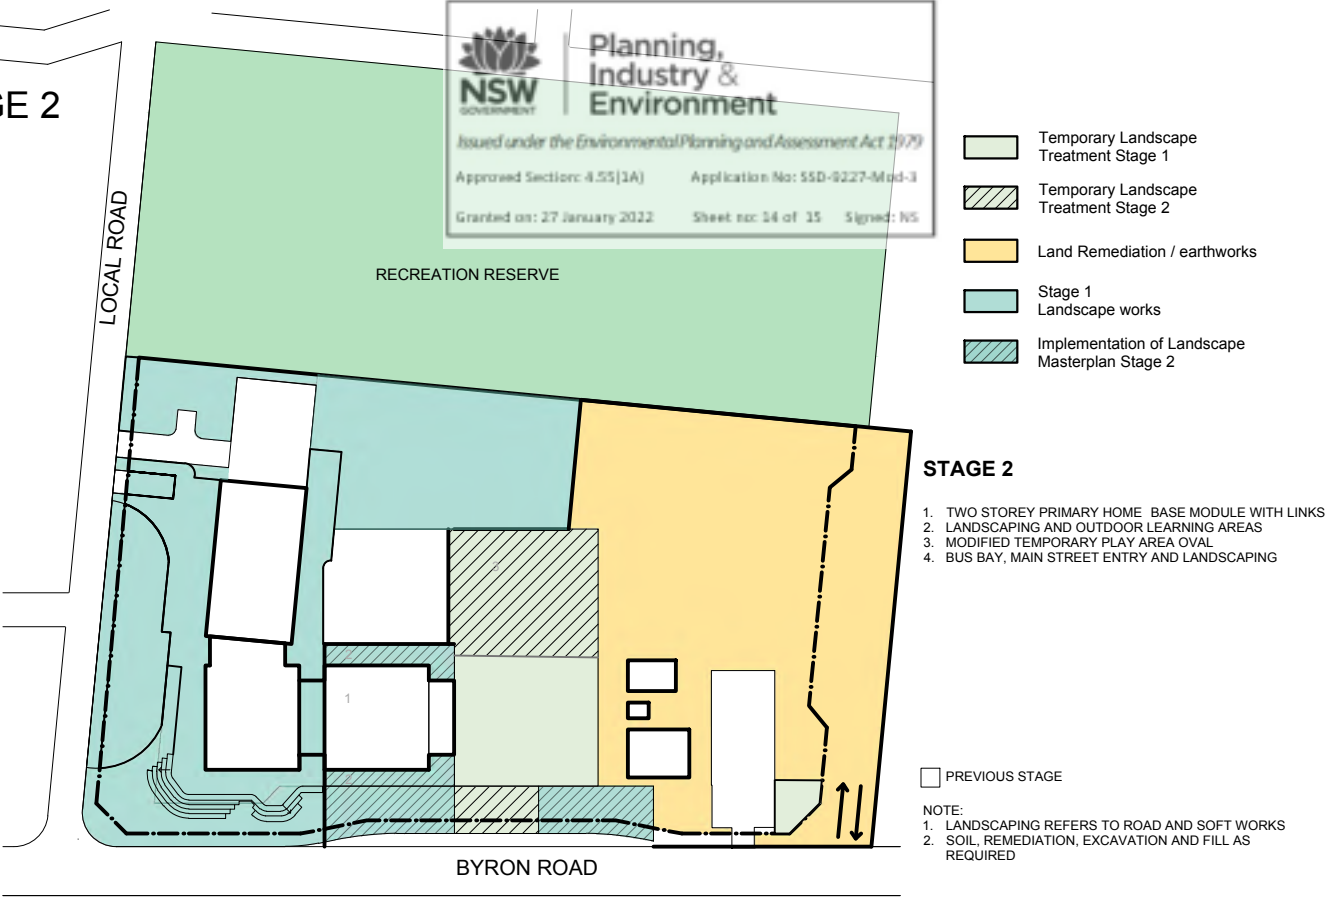 GE 2
Planning,
Industry &
Environment
NSW
GOVERNMENT
Issued under the Environmental Planning and Assessment Act 1979
Approved Section: 4.55(1A) Application No: SSD-9227-Mod-3
Granted on: 27 January 2022 Sheet no: 14 of 15 Signed: NS
LOCAL ROAD
RECREATION RESERVE
Temporary Landscape
Treatment Stage 1
Temporary Landscape
Treatment Stage 2
Land Remediation / earthworks
Stage 1
Landscape works
Implementation of Landscape
Masterplan Stage 2
STAGE 2
1. TWO STOREY PRIMARY HOME BASE MODULE WITH LINKS
2. LANDSCAPING AND OUTDOOR LEARNING AREAS
3. MODIFIED TEMPORARY PLAY AREA OVAL
4. BUS BAY, MAIN STREET ENTRY AND LANDSCAPING
3
2
1
2
PREVIOUS STAGE
NOTE:
1. LANDSCAPING REFERS TO ROAD AND SOFT WORKS
2. SOIL, REMEDIATION, EXCAVATION AND FILL AS
REQUIRED
BYRON ROAD